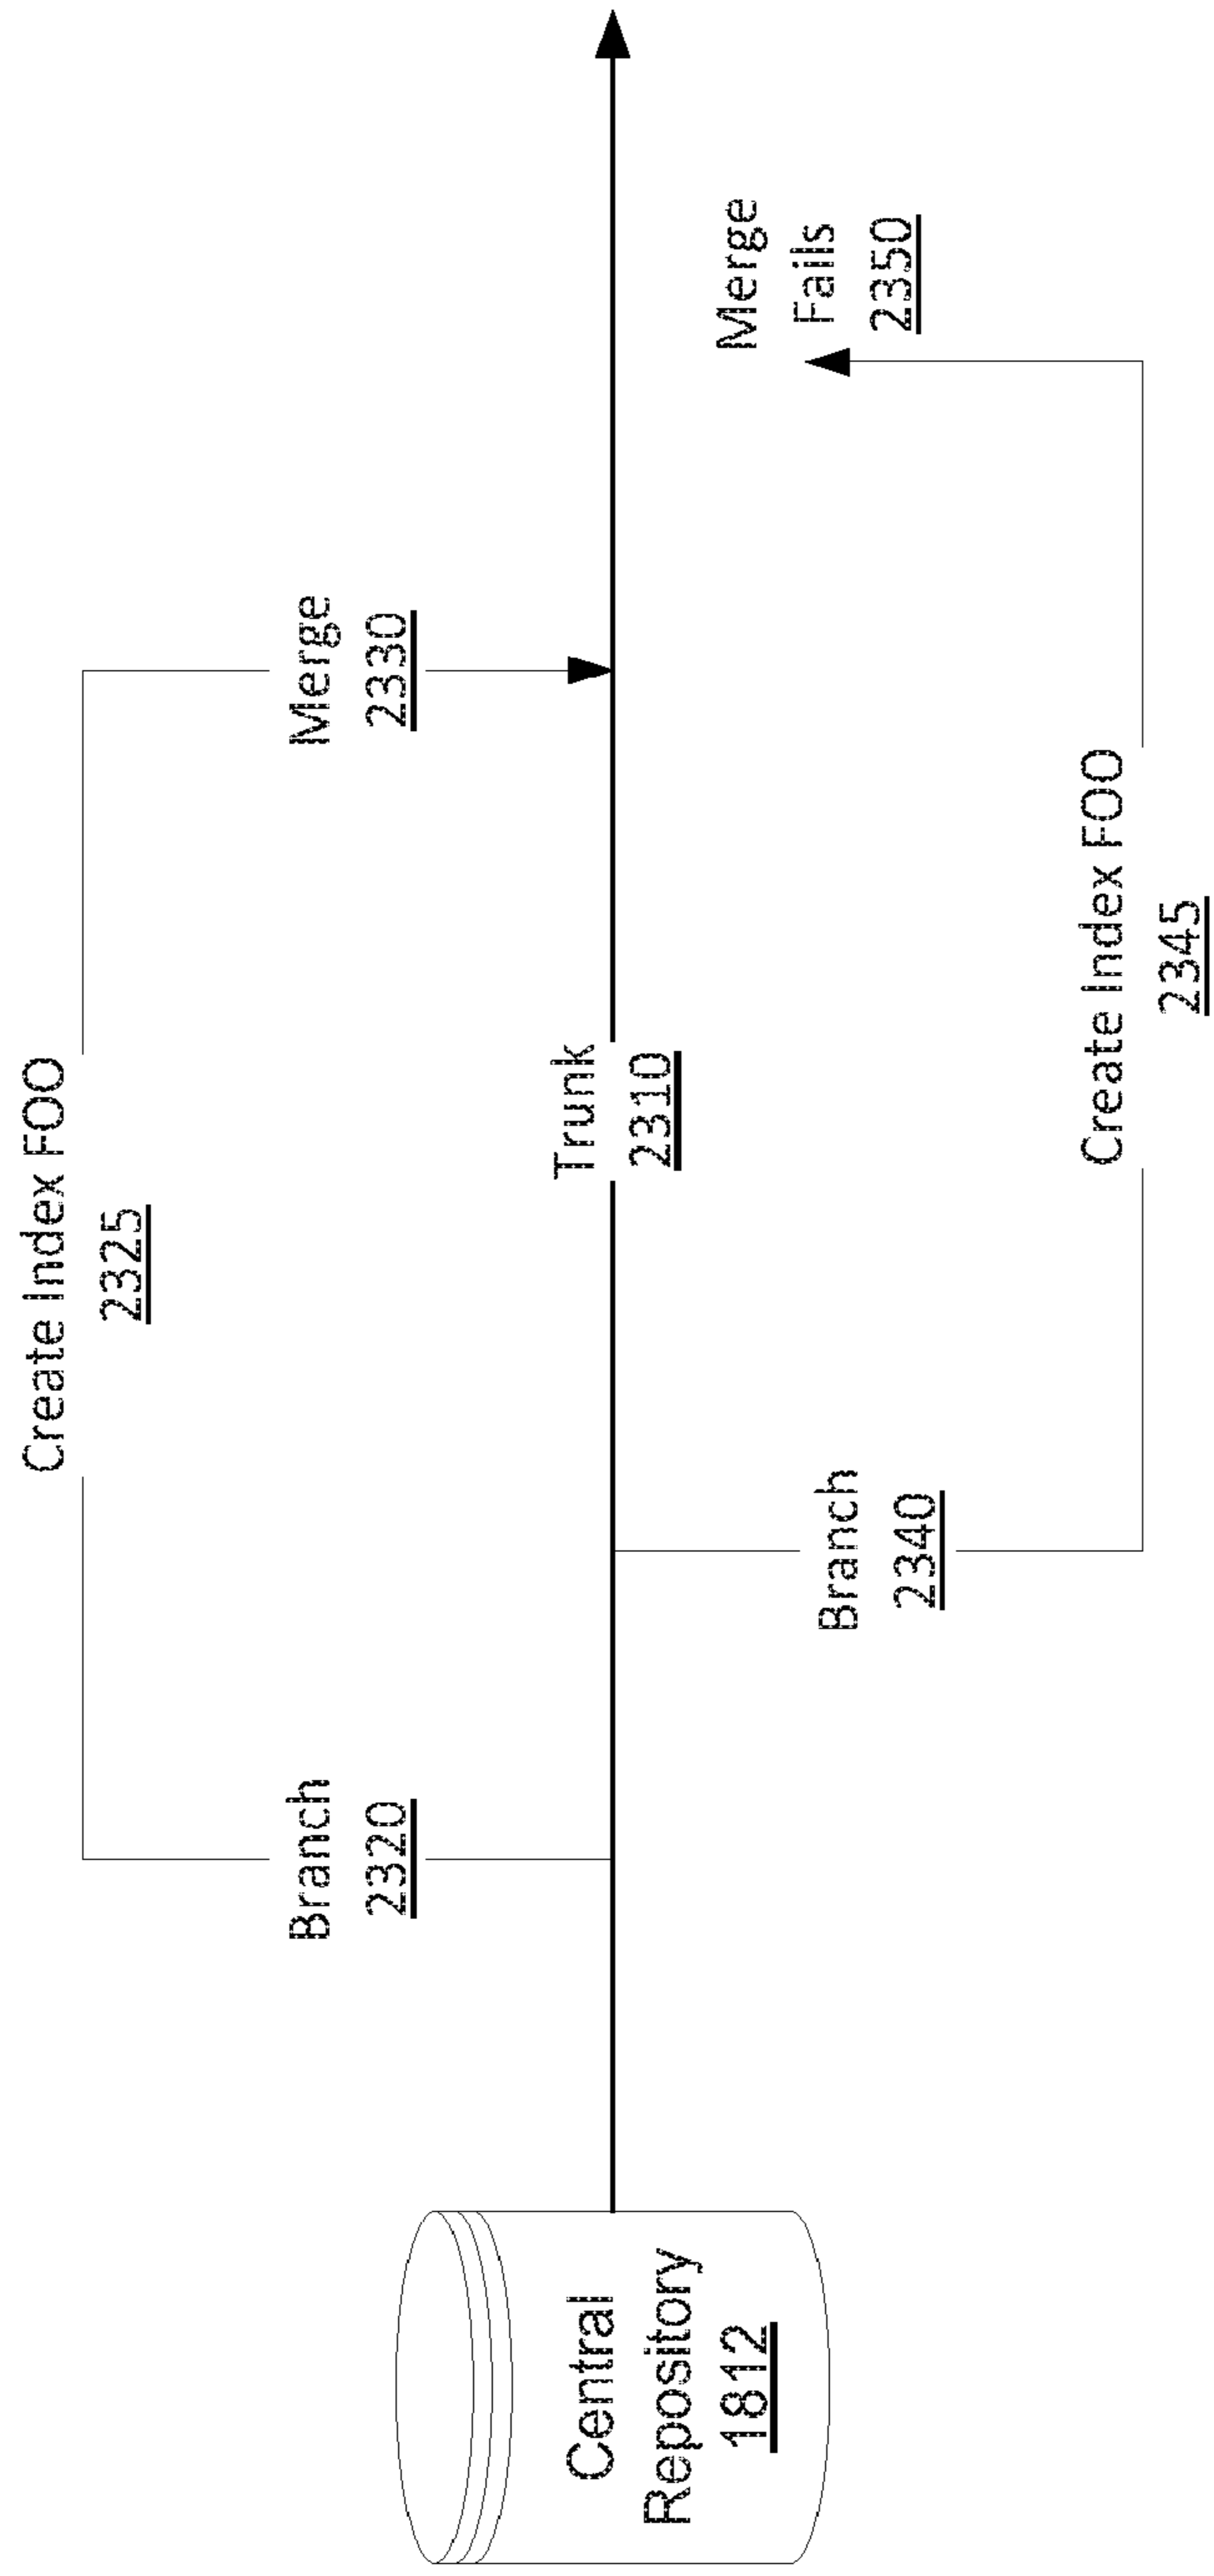 Create Index FOO
2325
Branch
2320
Merge
2330
Central
Repository
1812
Trunk
2310
Branch
2340
Merge
Fails
2350
Create Index FOO
2345